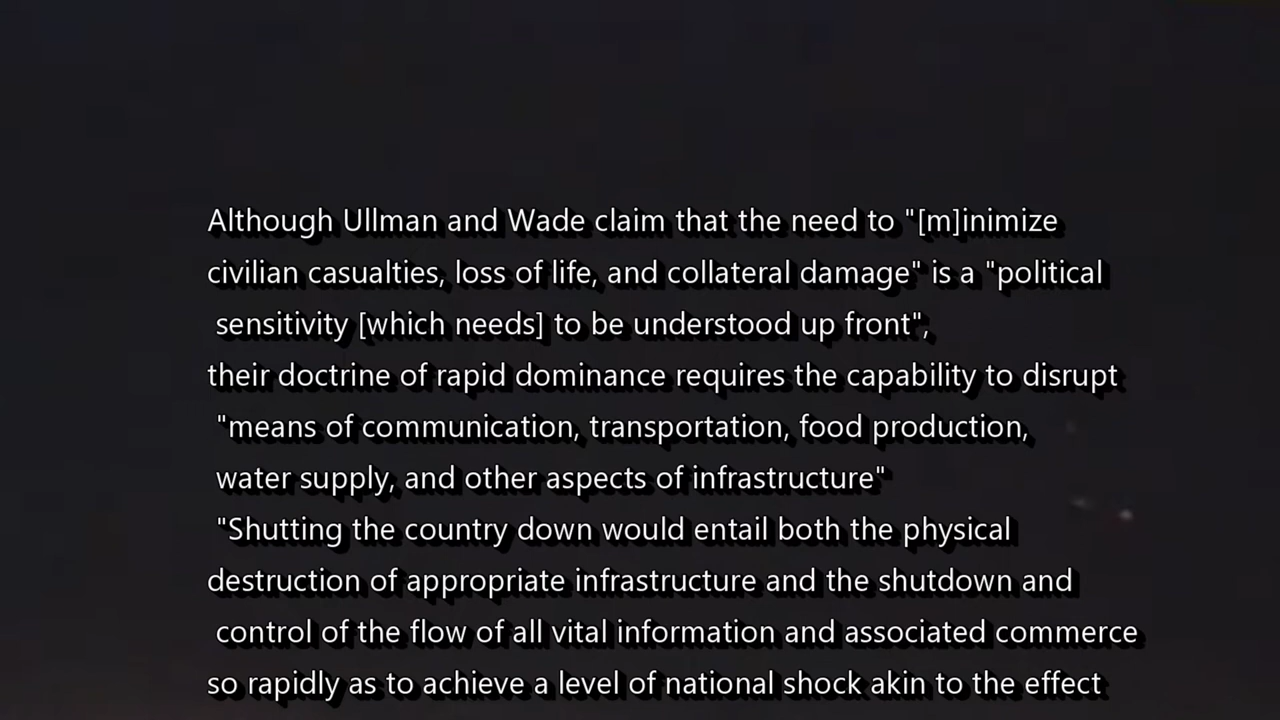 Although Ullman and Wade claim that the need to "[m]inimize
civilian casualties, loss of life, and collateral damage" is a "political
sensitivity [which needs] to be understood up front",
their doctrine of rapid dominance requires the capability to disrupt
"means of communication, transportation, food production,
water supply, and other aspects of infrastructure"
"Shutting the country down would entail both the physical
destruction of appropriate infrastructure and the shutdown and
control of the flow of all vital information and associated commerce
so rapidly as to achieve a level of national shock akin to the effect